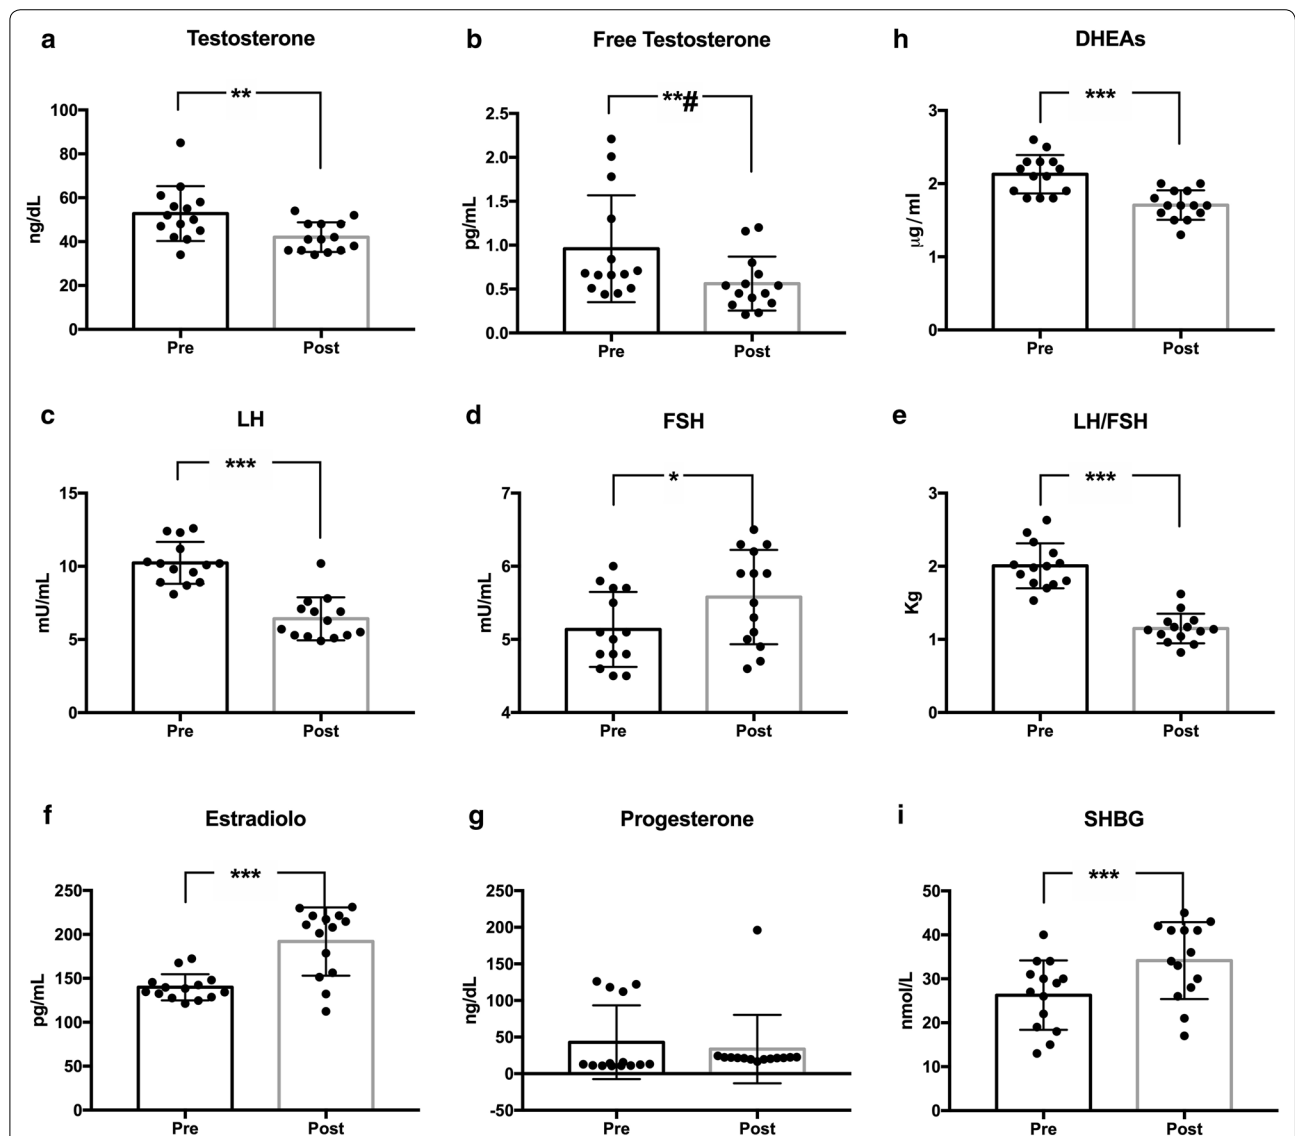 a Testosterone
**
ng/dL
100
80
60
40
20
0
Pre Post
b Free Testosterone
**#
pg/mL
2.5
2.0
1.5
1.0
0.5
0.0
Pre Post
h DHEAs
***
µg/ ml
3
2
1
0
Pre Post
c LH
***
mU/mL
15
10
5
0
Pre Post
d FSH
*
mU/mL
7
6
5
4
Pre Post
e LH/FSH
***
Kg
3
2
1
0
Pre Post
f Estradiolo
***
pg/mL
250
200
150
100
50
0
Pre Post
g Progesterone
ng/dL
250
200
150
100
50
0
-50
Pre Post
i SHBG
***
nmol/L
50
40
30
20
10
0
Pre Post